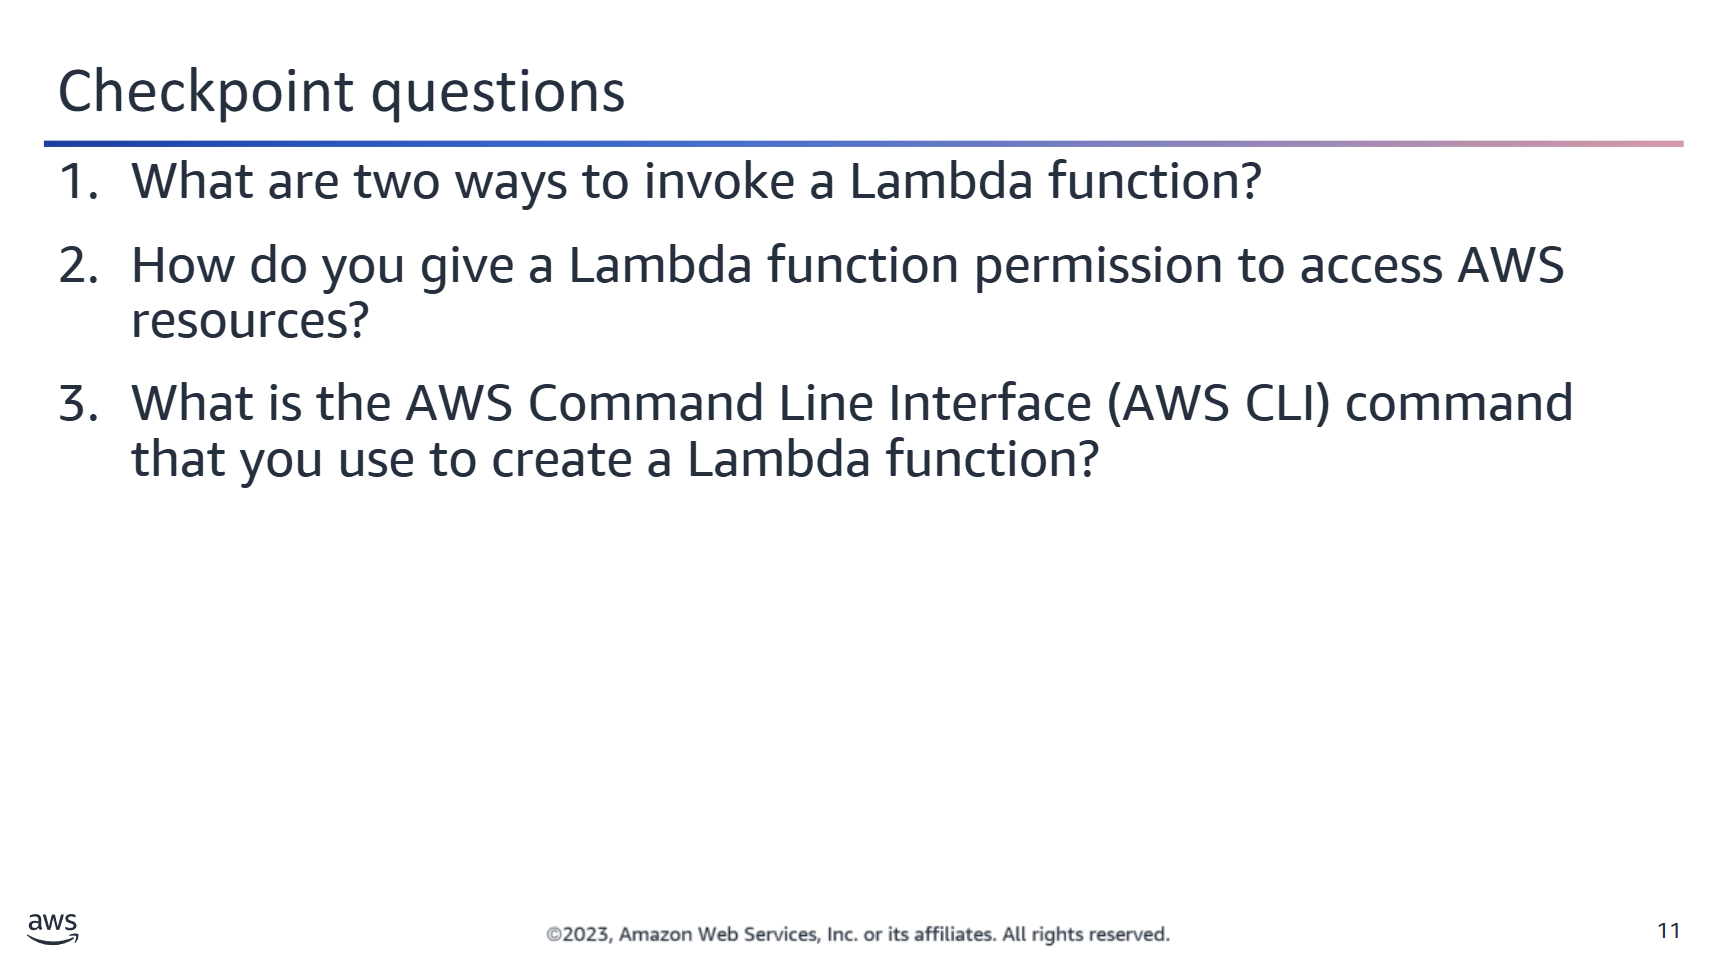 Checkpoint questions
1. What are two ways to invoke a Lambda function?
2. How do you give a Lambda function permission to access AWS
resources?
3. What is the AWS Command Line Interface (AWS CLI) command
that you use to create a Lambda function?
aws
©2023, Amazon Web Services, Inc. or its affiliates. All rights reserved.
11